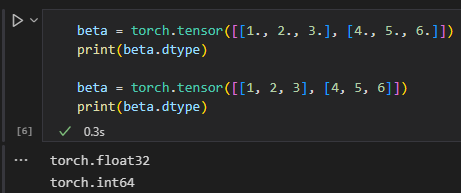 beta = torch.tensor([[1., 2., 3.], [4., 5., 6.]])
print(beta.dtype)
beta = torch.tensor([[1, 2, 3], [4, 5, 6]])
print(beta.dtype)
[6] ✓ 0.3s
... torch.float32
torch.int64